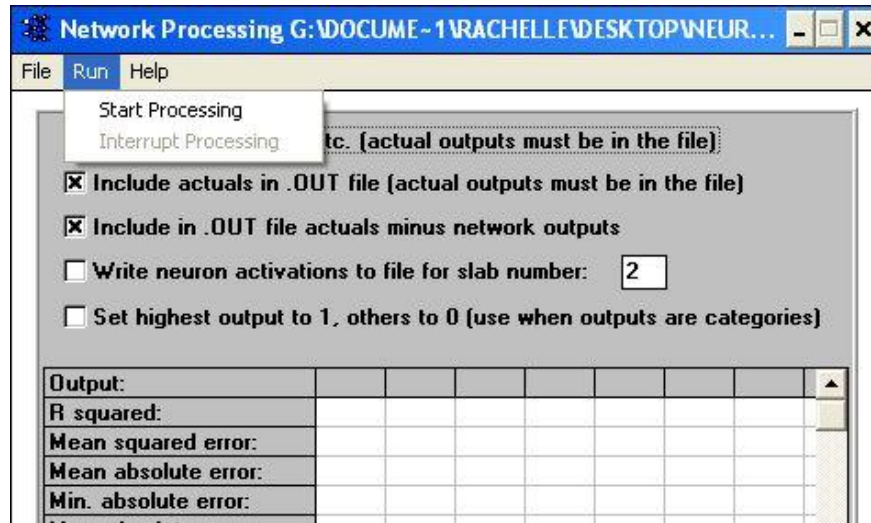 Network Processing G:\DOCUME~1\RACHELLE\DESKTOP\NEUR...
File Run Help
Start Processing
Interrupt Processing
tc. (actual outputs must be in the file)
Include actuals in .OUT file (actual outputs must be in the file)
Include in .OUT file actuals minus network outputs
Write neuron activations to file for slab number: 2
Set highest output to 1, others to 0 (use when outputs are categories)
Output:
R squared:
Mean squared error:
Mean absolute error:
Min. absolute error: